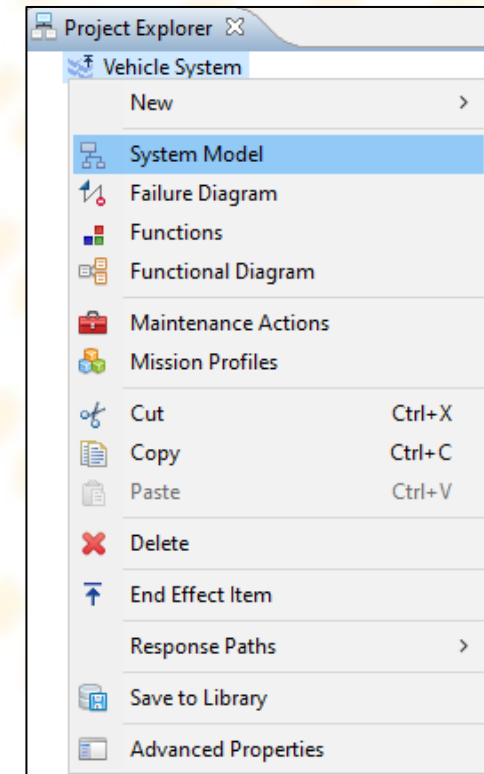 Project Explorer
Vehicle System
New >
System Model
Failure Diagram
Functions
Functional Diagram
Maintenance Actions
Mission Profiles
Cut Ctrl+X
Copy Ctrl+C
Paste Ctrl+V
Delete
End Effect Item
Response Paths >
Save to Library
Advanced Properties